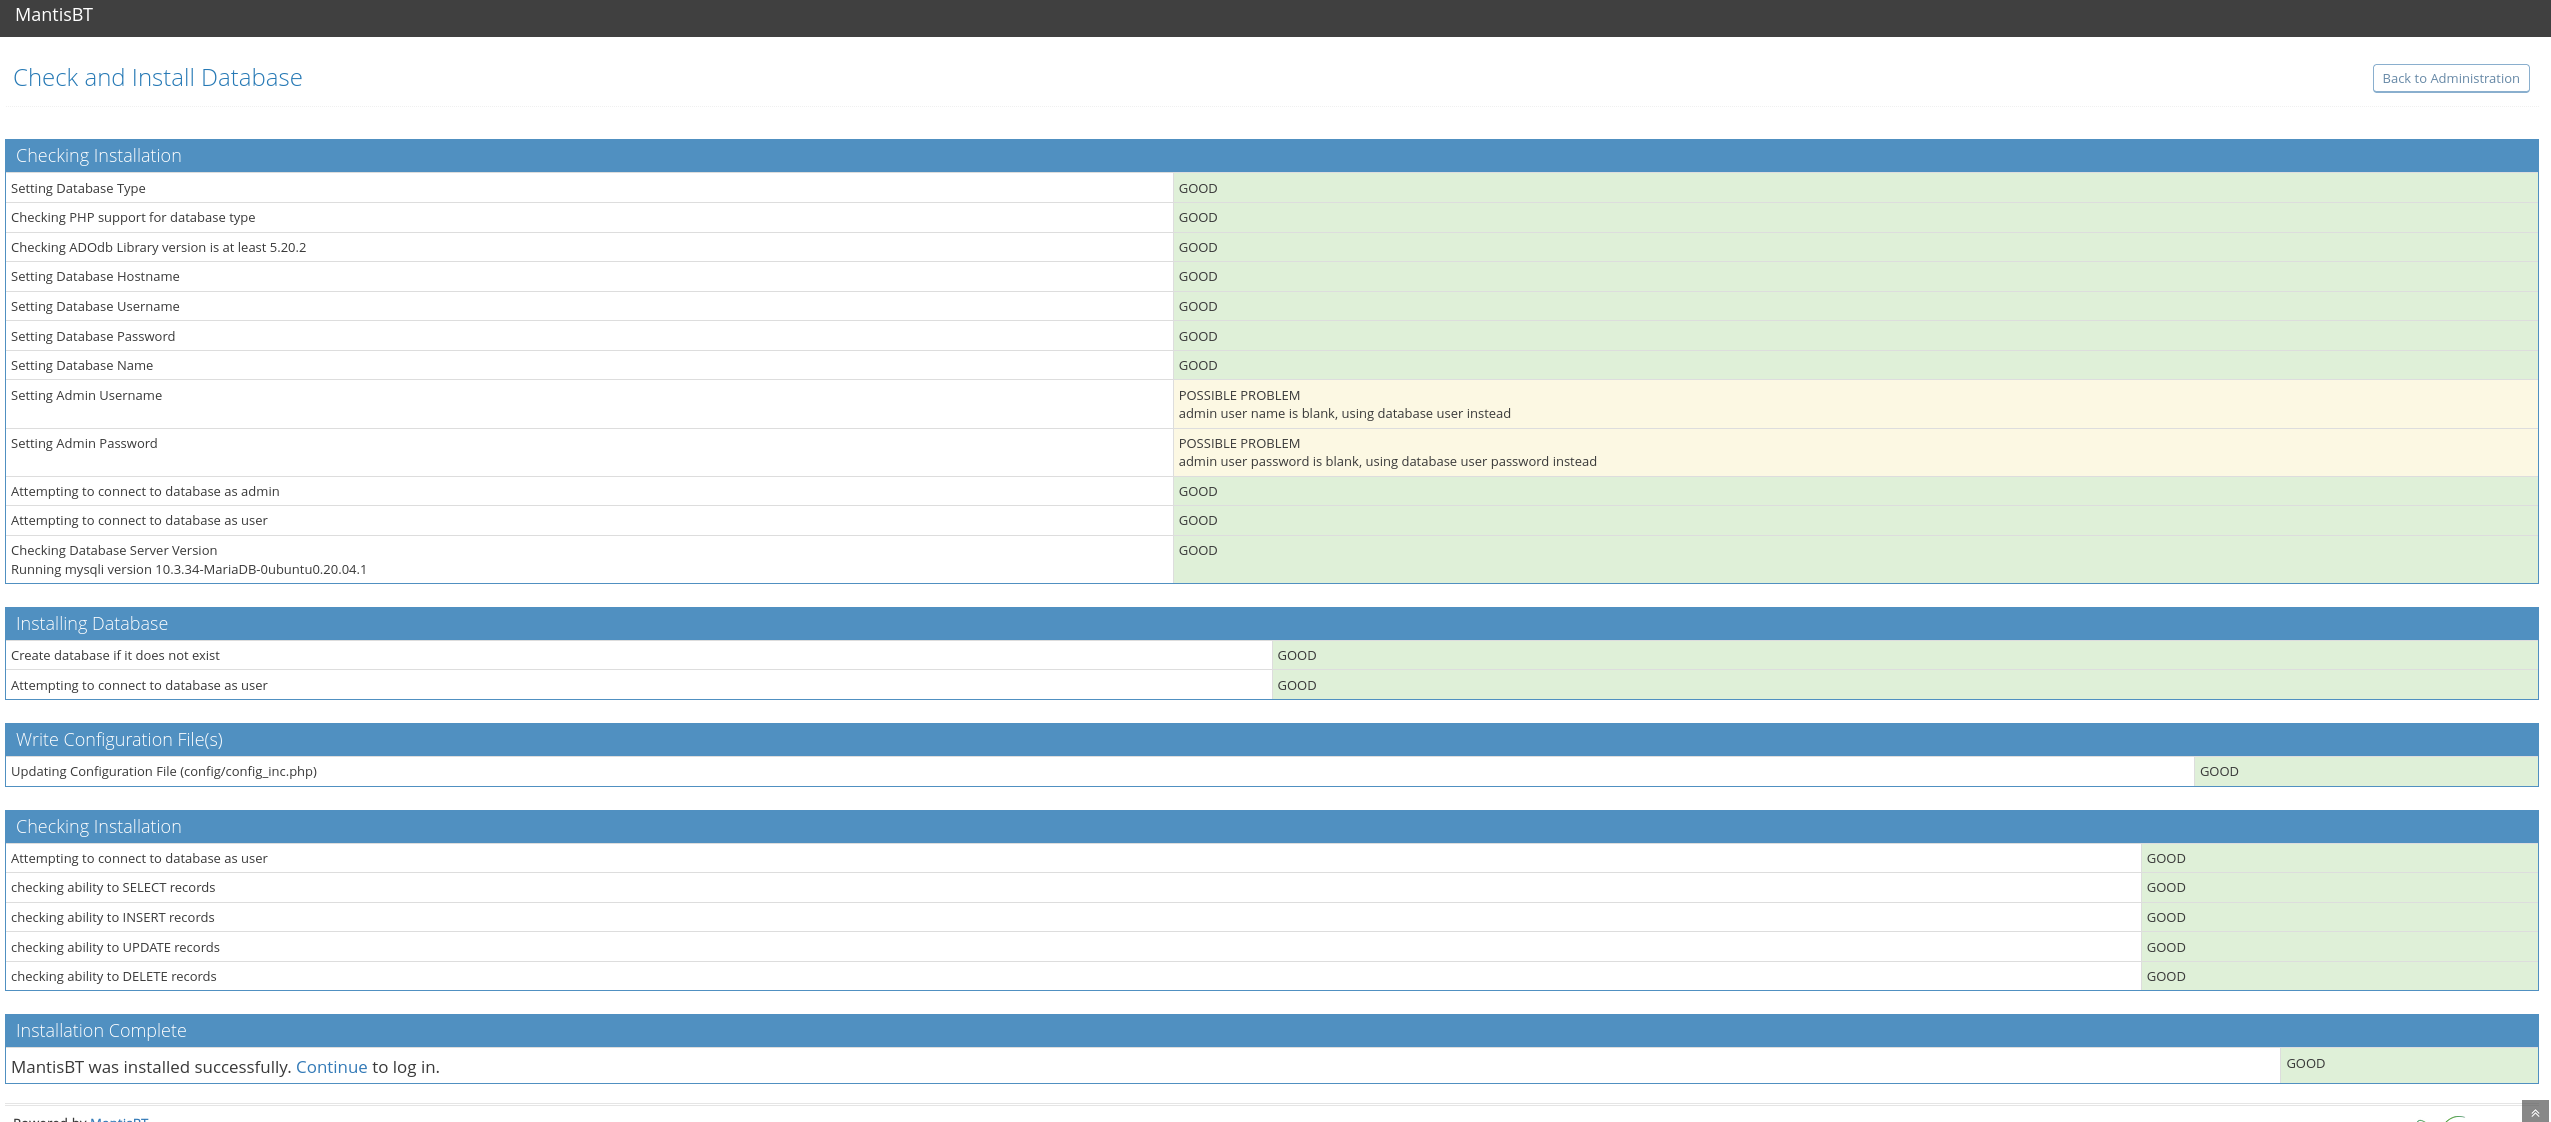 MantisBT
Check and Install Database
Back to Administration
Checking Installation
Setting Database Type GOOD
Checking PHP support for database type GOOD
Checking ADOdb Library version is at least 5.20.2 GOOD
Setting Database Hostname GOOD
Setting Database Username GOOD
Setting Database Password GOOD
Setting Database Name GOOD
Setting Admin Username POSSIBLE PROBLEM
admin user name is blank, using database user instead
Setting Admin Password POSSIBLE PROBLEM
admin user password is blank, using database user password instead
Attempting to connect to database as admin GOOD
Attempting to connect to database as user GOOD
Checking Database Server Version GOOD
Running mysqli version 10.3.34-MariaDB-0ubuntu0.20.04.1
Installing Database
Create database if it does not exist GOOD
Attempting to connect to database as user GOOD
Write Configuration File(s)
Updating Configuration File (config/config_inc.php) GOOD
Checking Installation
Attempting to connect to database as user GOOD
checking ability to SELECT records GOOD
checking ability to INSERT records GOOD
checking ability to UPDATE records GOOD
checking ability to DELETE records GOOD
Installation Complete
MantisBT was installed successfully. Continue to log in. GOOD
Powered by MantisBT